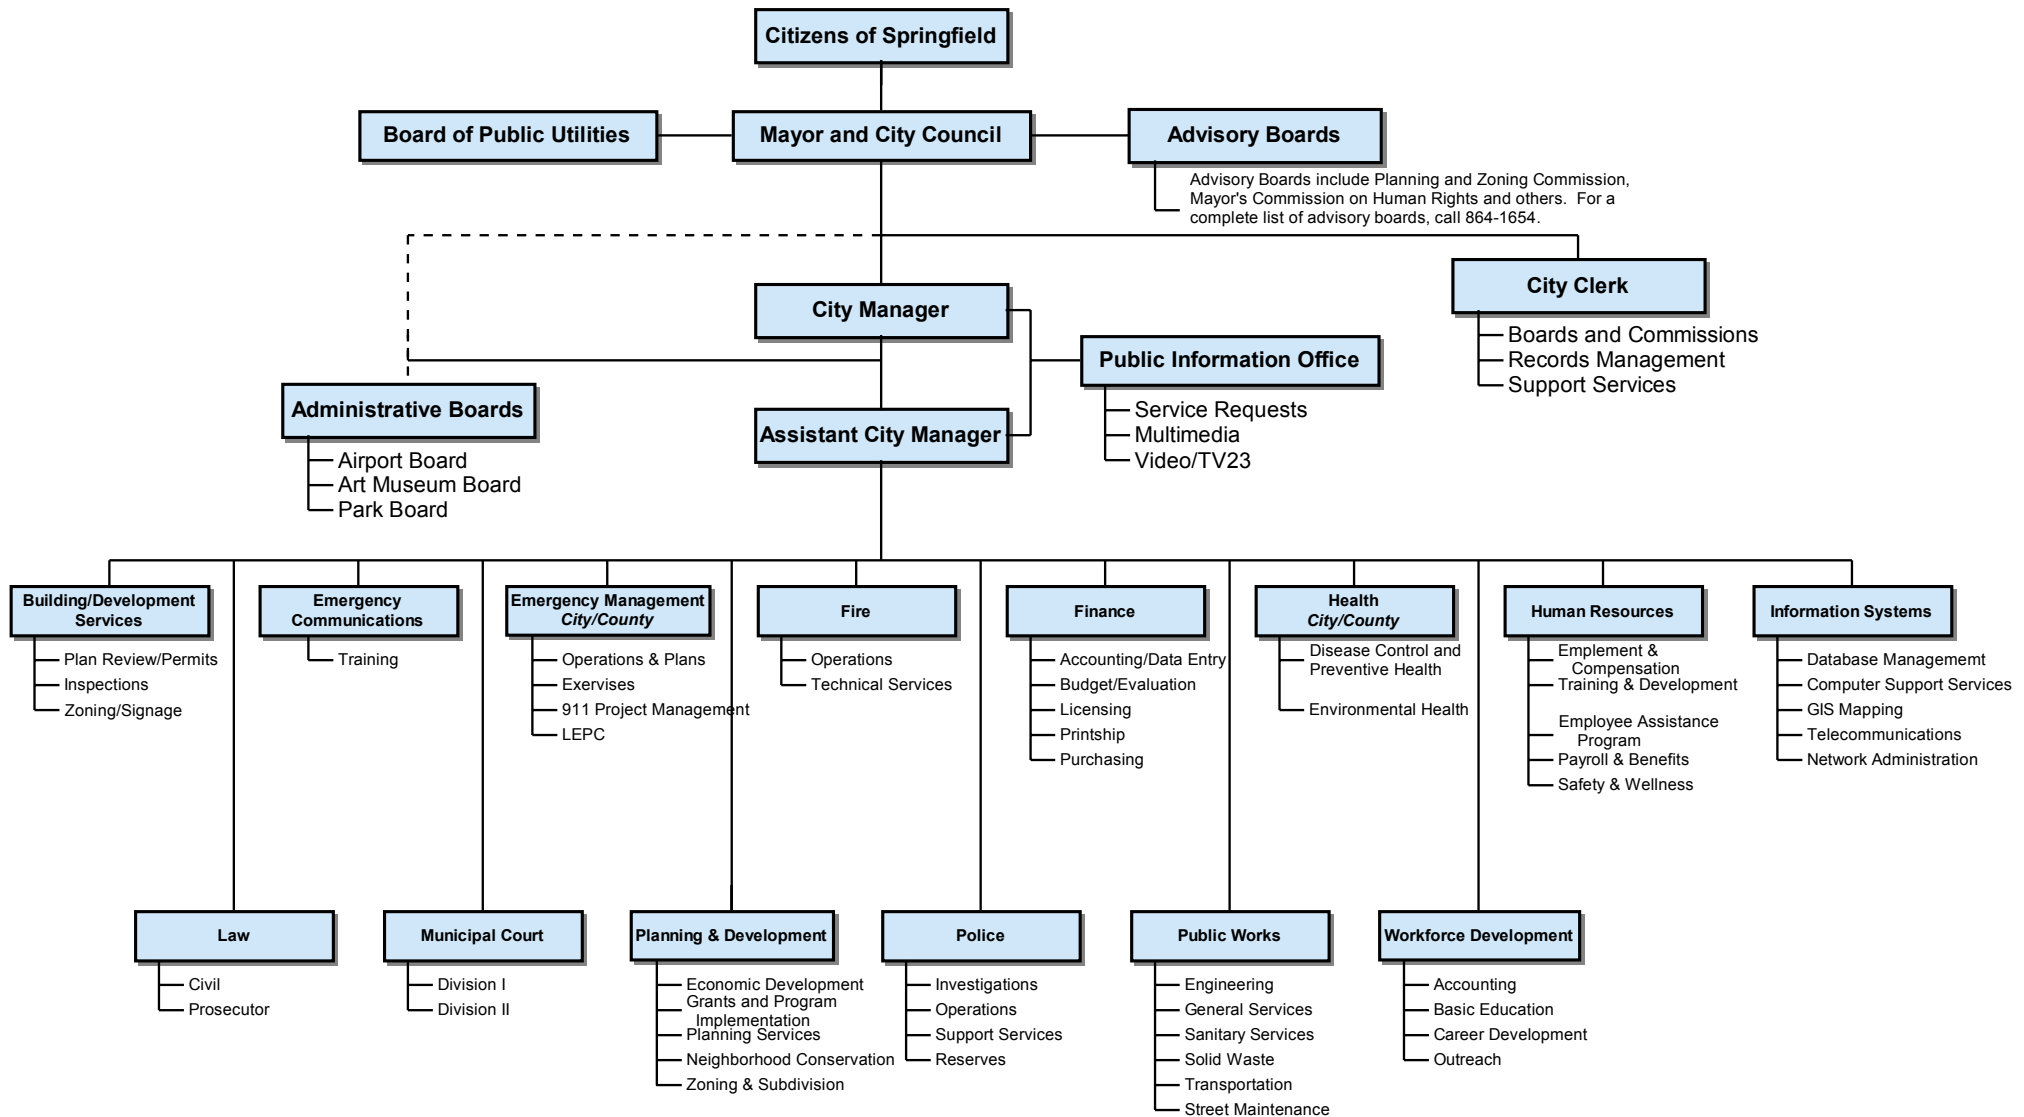 Citizens of Springfield
Board of Public Utilities
Mayor and City Council
Advisory Boards
Advisory Boards include Planning and Zoning Commission,
Mayor's Commission on Human Rights and others. For a
complete list of advisory boards, call 864-1654.
City Manager
City Clerk
Boards and Commissions
Records Management
Support Services
Public Information Office
Service Requests
Multimedia
Video/TV23
Administrative Boards
Airport Board
Art Museum Board
Park Board
Assistant City Manager
Building/Development
Services
Plan Review/Permits
Inspections
Zoning/Signage
Emergency
Communications
Training
Emergency Management
City/County
Operations & Plans
Exervises
911 Project Management
LEPC
Fire
Operations
Technical Services
Finance
Accounting/Data Entry
Budget/Evaluation
Licensing
Printship
Purchasing
Health
City/County
Disease Control and
Preventive Health
Environmental Health
Human Resources
Emplement &
Compensation
Training & Development
Employee Assistance
Program
Payroll & Benefits
Safety & Wellness
Information Systems
Database Managememt
Computer Support Services
GIS Mapping
Telecommunications
Network Administration
Law
Civil
Prosecutor
Municipal Court
Division I
Division II
Planning & Development
Economic Development
Grants and Program
Implementation
Planning Services
Neighborhood Conservation
Zoning & Subdivision
Police
Investigations
Operations
Support Services
Reserves
Public Works
Engineering
General Services
Sanitary Services
Solid Waste
Transportation
Street Maintenance
Workforce Development
Accounting
Basic Education
Career Development
Outreach